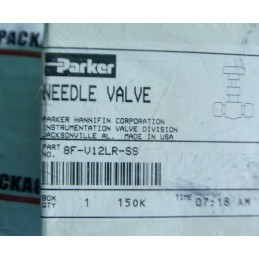 PACK
Parker
NEEDLE VALVE
PARKER HANNIFIN CORPORATION
INSTRUMENTATION VALVE DIVISION
JACKSONVILLE AL. MADE IN USA
PART NO. 8F-V12LR-SS
BOX QTY 1 150K TIME 07:18 AM
PACKAG